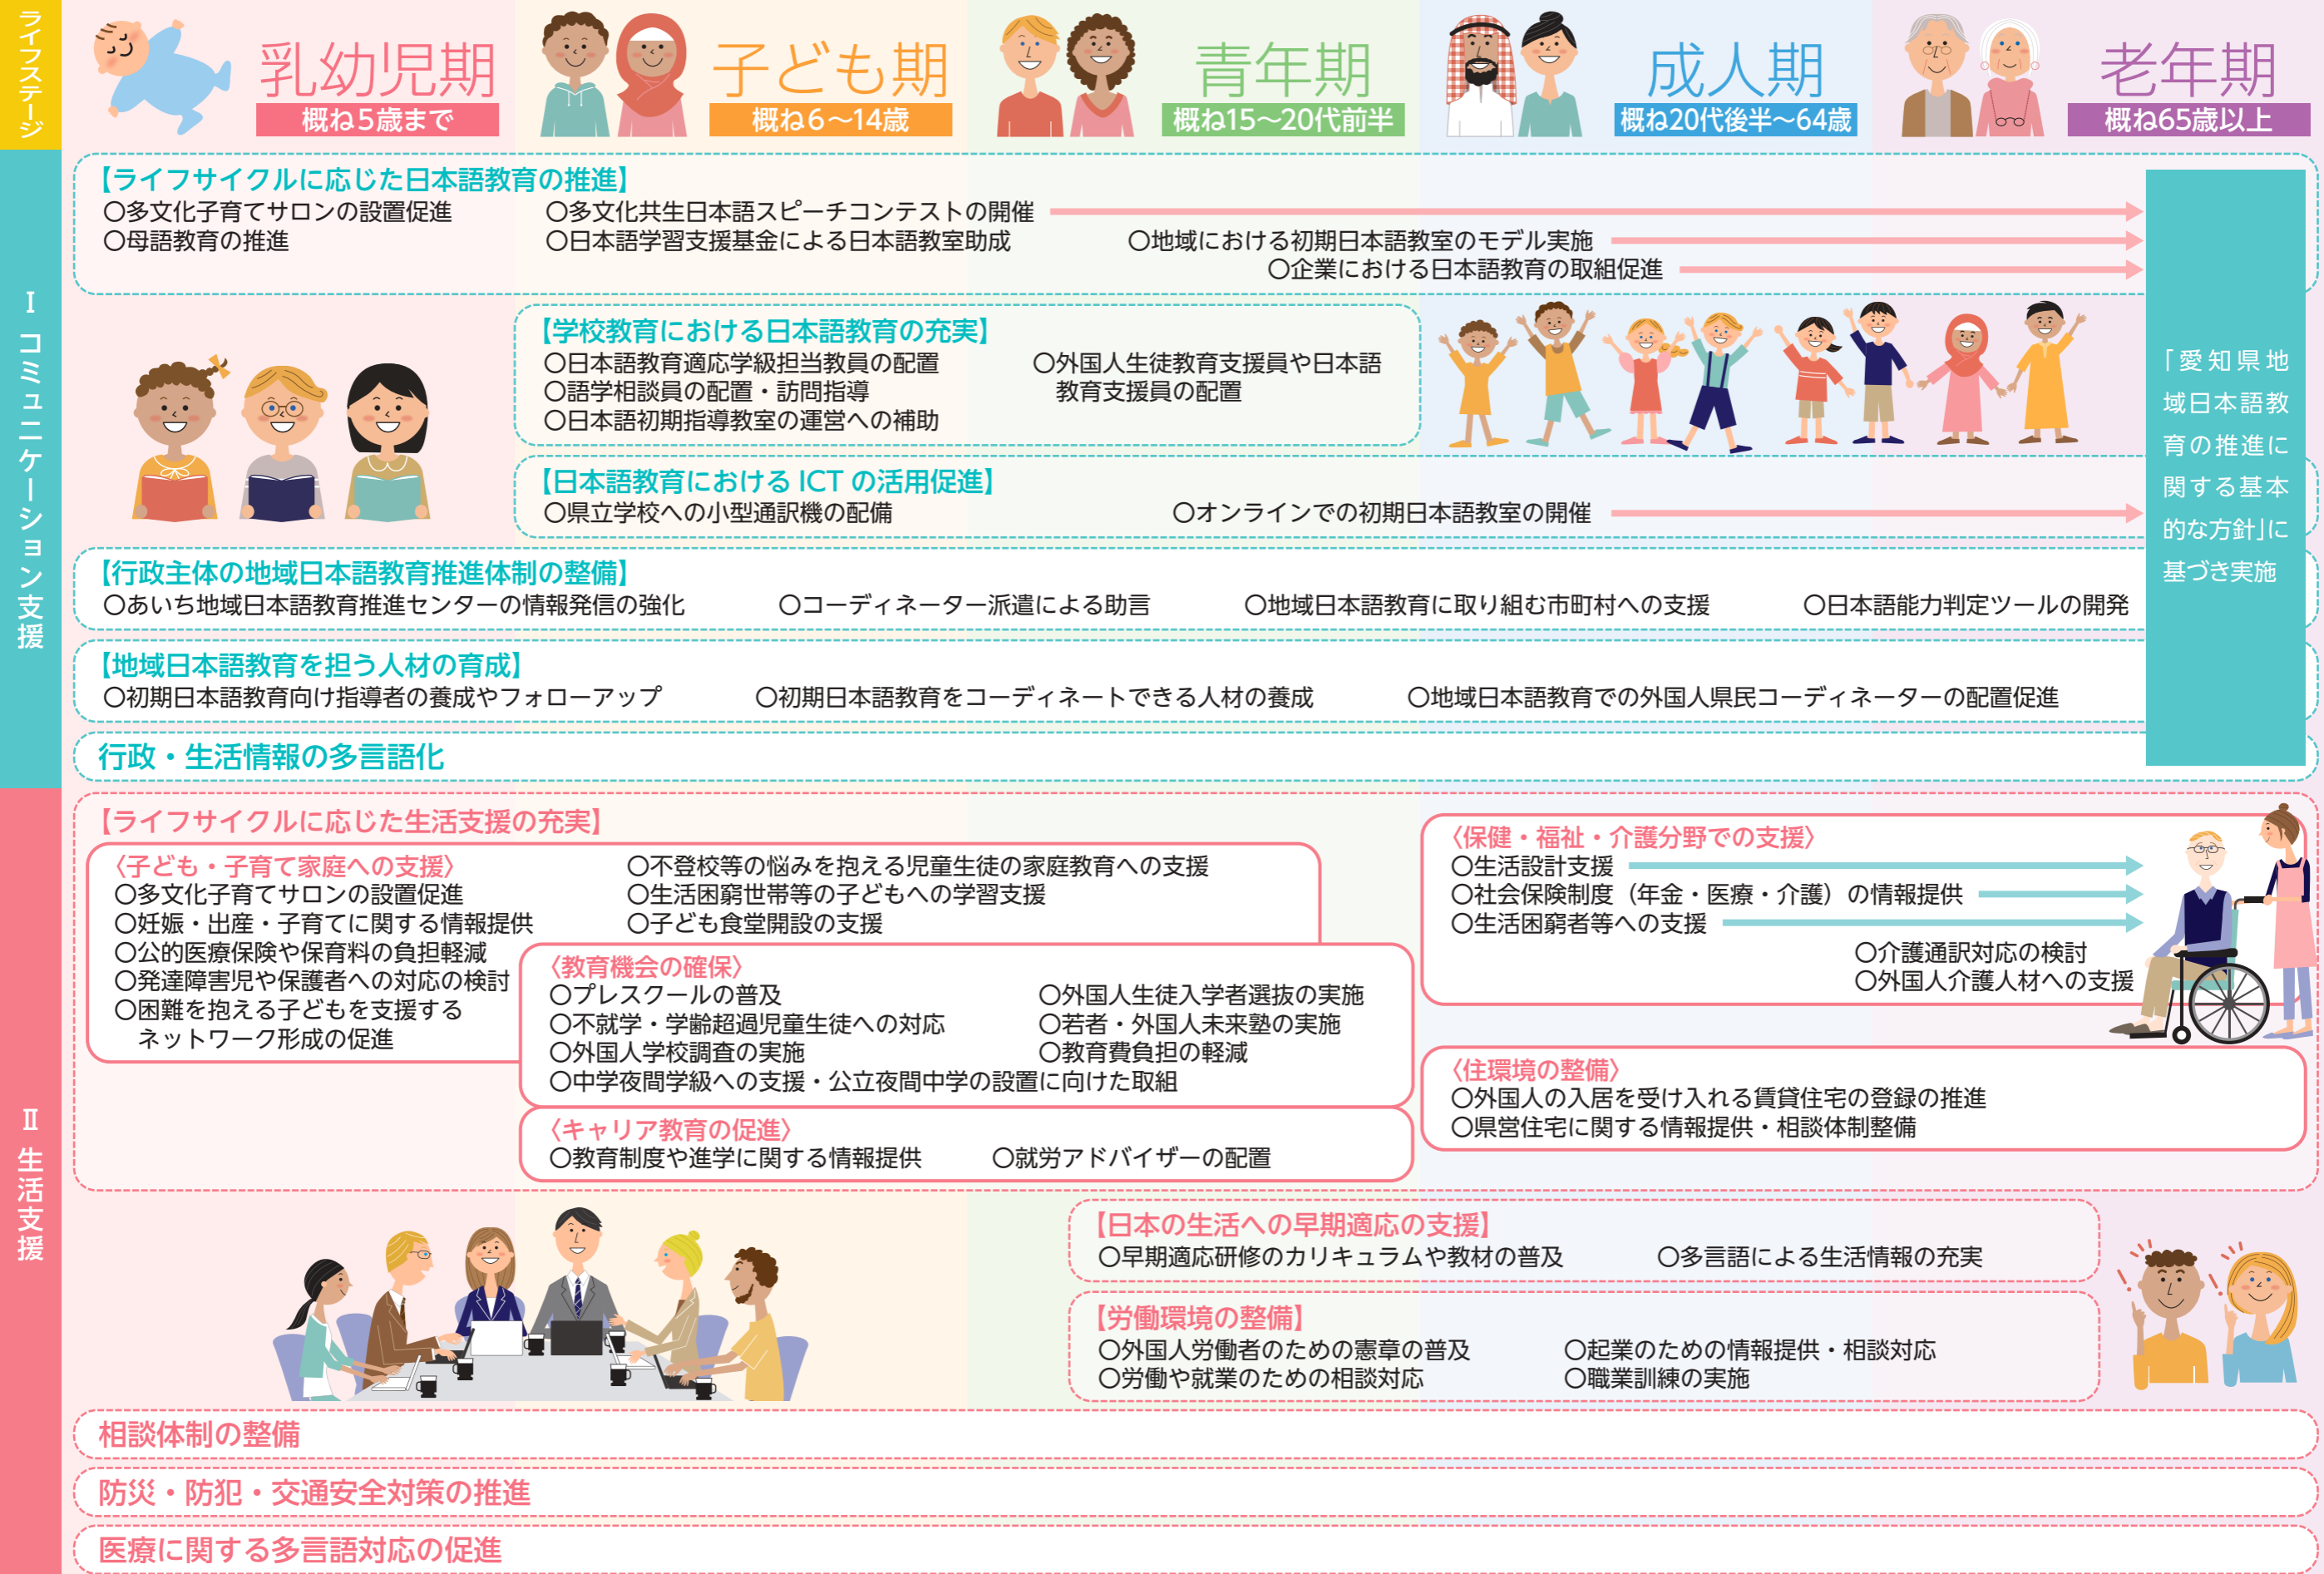 ライフステージ
乳幼児期
概ね5歳まで
子ども期
概ね6〜14歳
青年期
概ね15〜20代前半
成人期
概ね20代後半〜64歳
老年期
概ね65歳以上
Ⅰ コミュニケーション支援
【ライフサイクルに応じた日本語教育の推進】
○多文化子育てサロンの設置促進
○母語教育の推進
○多文化共生日本語スピーチコンテストの開催
○日本語学習支援基金による日本語教室助成
○地域における初期日本語教室のモデル実施
○企業における日本語教育の取組促進
【学校教育における日本語教育の充実】
○日本語教育適応学級担当教員の配置
○語学相談員の配置・訪問指導
○日本語初期指導教室の運営への補助
○外国人生徒教育支援員や日本語
教育支援員の配置
【日本語教育における ICT の活用促進】
○県立学校への小型通訳機の配備
○オンラインでの初期日本語教室の開催
【行政主体の地域日本語教育推進体制の整備】
○あいち地域日本語教育推進センターの情報発信の強化
○コーディネーター派遣による助言
○地域日本語教育に取り組む市町村への支援
○日本語能力判定ツールの開発
【地域日本語教育を担う人材の育成】
○初期日本語教育向け指導者の養成やフォローアップ
○初期日本語教育をコーディネートできる人材の養成
○地域日本語教育での外国人県民コーディネーターの配置促進
行政・生活情報の多言語化
「愛知県地
域日本語教
育の推進に
関する基本
的な方針」に
基づき実施
Ⅱ 生活支援
【ライフサイクルに応じた生活支援の充実】
〈子ども・子育て家庭への支援〉
○多文化子育てサロンの設置促進
○妊娠・出産・子育てに関する情報提供
○公的医療保険や保育料の負担軽減
○発達障害児や保護者への対応の検討
○困難を抱える子どもを支援する
ネットワーク形成の促進
○不登校等の悩みを抱える児童生徒の家庭教育への支援
○生活困窮世帯等の子どもへの学習支援
○子ども食堂開設の支援
〈教育機会の確保〉
○プレスクールの普及
○不就学・学齢超過児童生徒への対応
○外国人学校調査の実施
○中学夜間学級への支援・公立夜間中学の設置に向けた取組
○外国人生徒入学者選抜の実施
○若者・外国人未来塾の実施
○教育費負担の軽減
〈キャリア教育の促進〉
○教育制度や進学に関する情報提供
○就労アドバイザーの配置
〈保健・福祉・介護分野での支援〉
○生活設計支援
○社会保険制度（年金・医療・介護）の情報提供
○生活困窮者等への支援
○介護通訳対応の検討
○外国人介護人材への支援
〈住環境の整備〉
○外国人の入居を受け入れる賃貸住宅の登録の推進
○県営住宅に関する情報提供・相談体制整備
【日本の生活への早期適応の支援】
○早期適応研修のカリキュラムや教材の普及
○多言語による生活情報の充実
【労働環境の整備】
○外国人労働者のための憲章の普及
○労働や就業のための相談対応
○起業のための情報提供・相談対応
○職業訓練の実施
相談体制の整備
防災・防犯・交通安全対策の推進
医療に関する多言語対応の促進